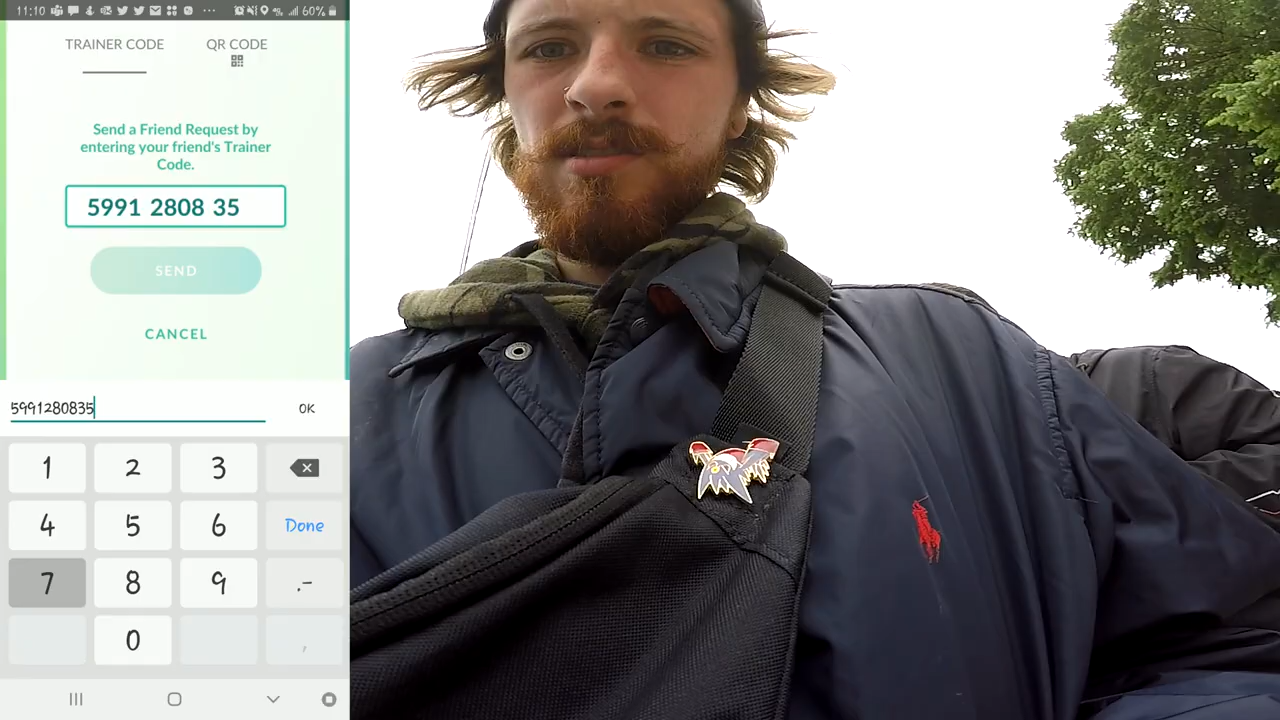 11:10
60%
TRAINER CODE
QR CODE
Send a Friend Request by
entering your friend's Trainer
Code.
5991 2808 35
SEND
CANCEL
5991280835
OK
1 2 3
4 5 6 Done
7 8 9 .-
0 ,